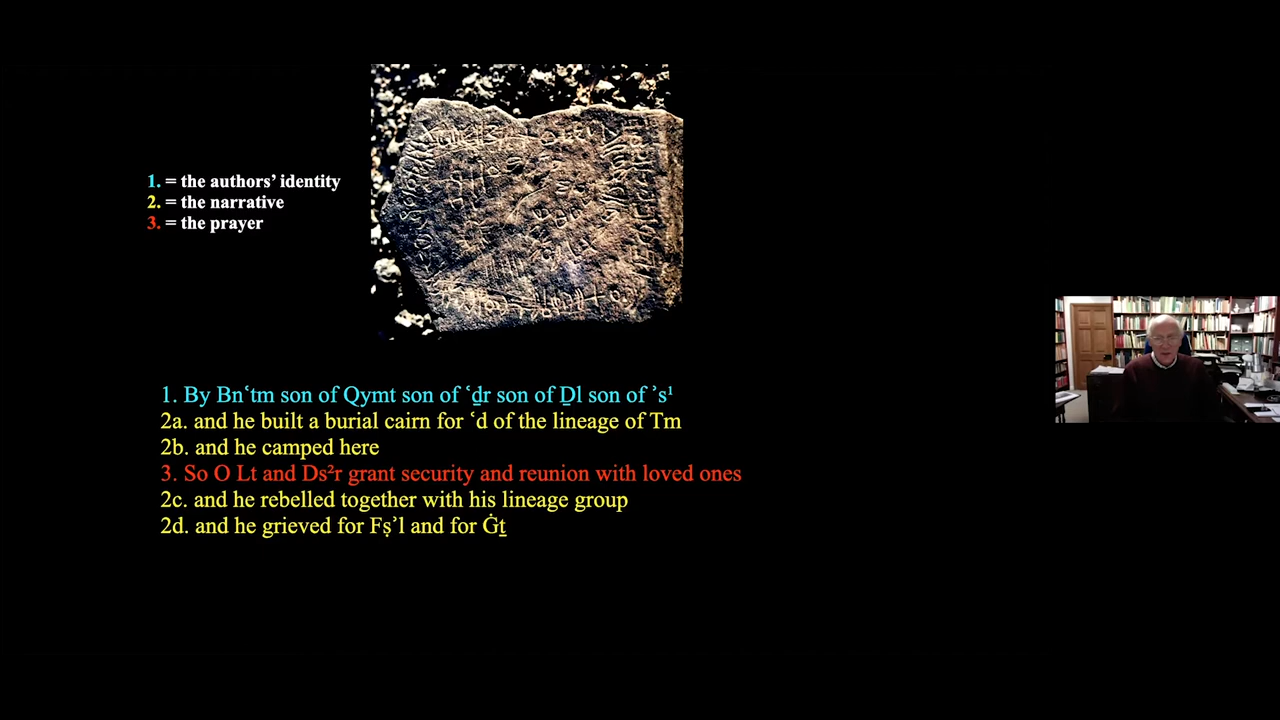 1. = the authors’ identity
2. = the narrative
3. = the prayer
1. By Bnʿtm son of Qymt son of ʿḏr son of Ḏl son of ʾs¹
2a. and he built a burial cairn for ʿd of the lineage of Tm
2b. and he camped here
3. So O Lt and Ds²r grant security and reunion with loved ones
2c. and he rebelled together with his lineage group
2d. and he grieved for Fṣʾl and for Ġṯ